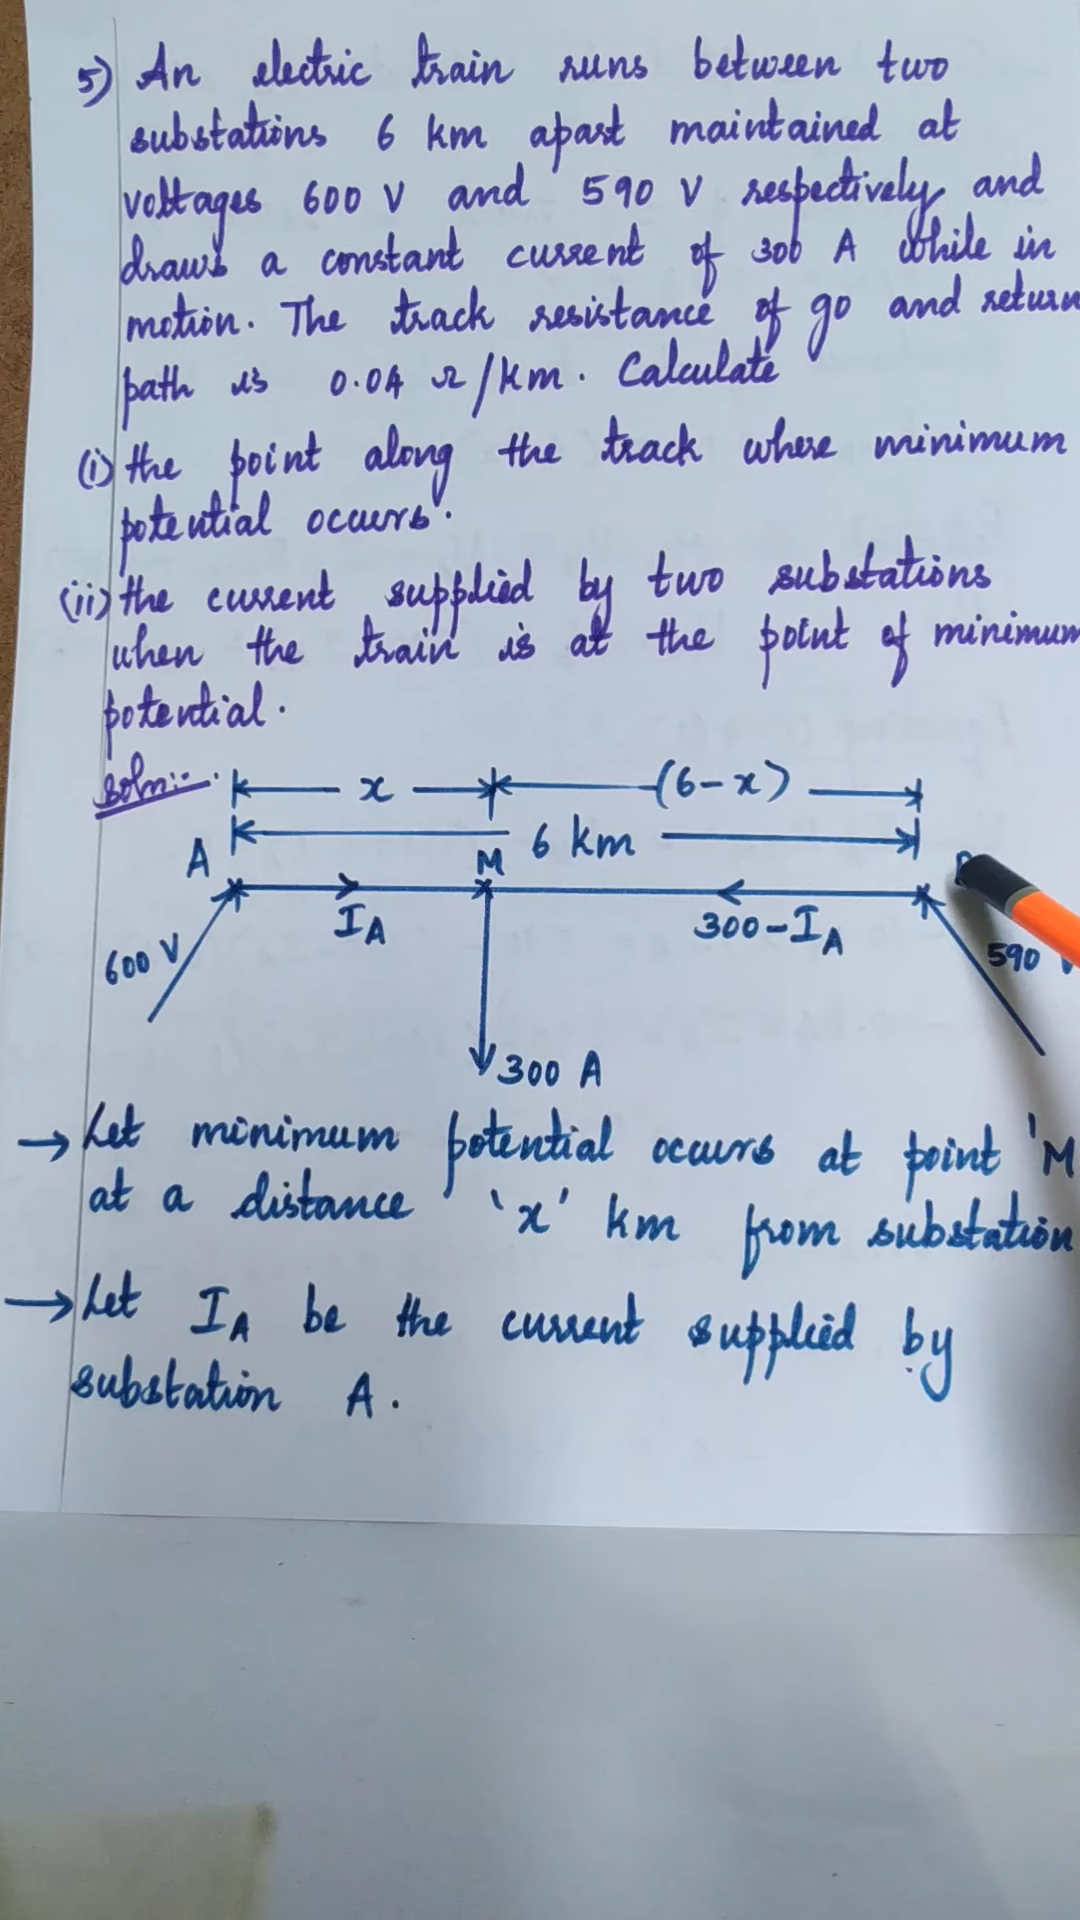 5) An electric train runs between two
substations 6 km apart maintained at
voltages 600 V and 590 V respectively and
draws a constant current of 300 A while in
motion. The track resistance of go and return
path is 0.04 Ω/km. Calculate
(i) the point along the track where minimum
potential occurs.
(ii) the current supplied by two substations
when the train is at the point of minimum
potential.
Soln:-
x (6-x)
6 km
A M
I_A 300-I_A
600 V 590 V
300 A
→ Let minimum potential occurs at point 'M
at a distance 'x' km from substation
→ Let I_A be the current supplied by
substation A.